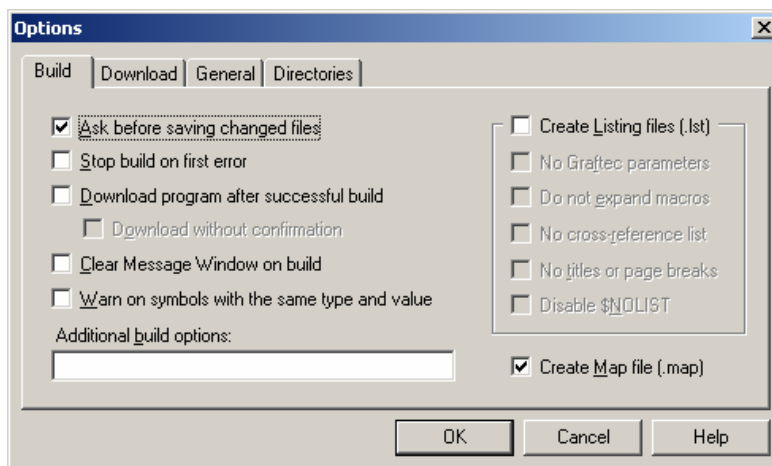 Options
Build
Download
General
Directories
Ask before saving changed files
Stop build on first error
Download program after successful build
Download without confirmation
Clear Message Window on build
Warn on symbols with the same type and value
Additional build options:
Create Listing files (.lst)
No Graftec parameters
Do not expand macros
No cross-reference list
No titles or page breaks
Disable $NOLIST
Create Map file (.map)
OK
Cancel
Help